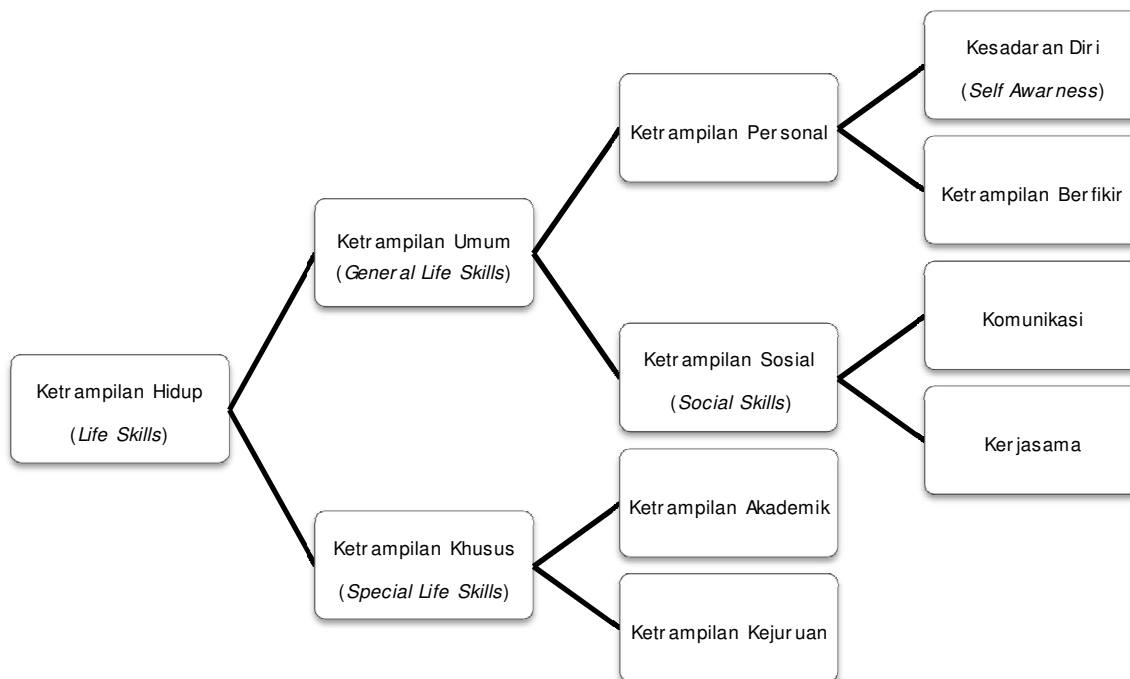 Ketrampilan Hidup
(Life Skills)
Ketrampilan Umum
(General Life Skills)
Ketrampilan Khusus
(Special Life Skills)
Ketrampilan Personal
Ketrampilan Sosial
(Social Skills)
Ketrampilan Akademik
Ketrampilan Kejuruan
Kesadaran Diri
(Self Awarness)
Ketrampilan Berfikir
Komunikasi
Kerjasama